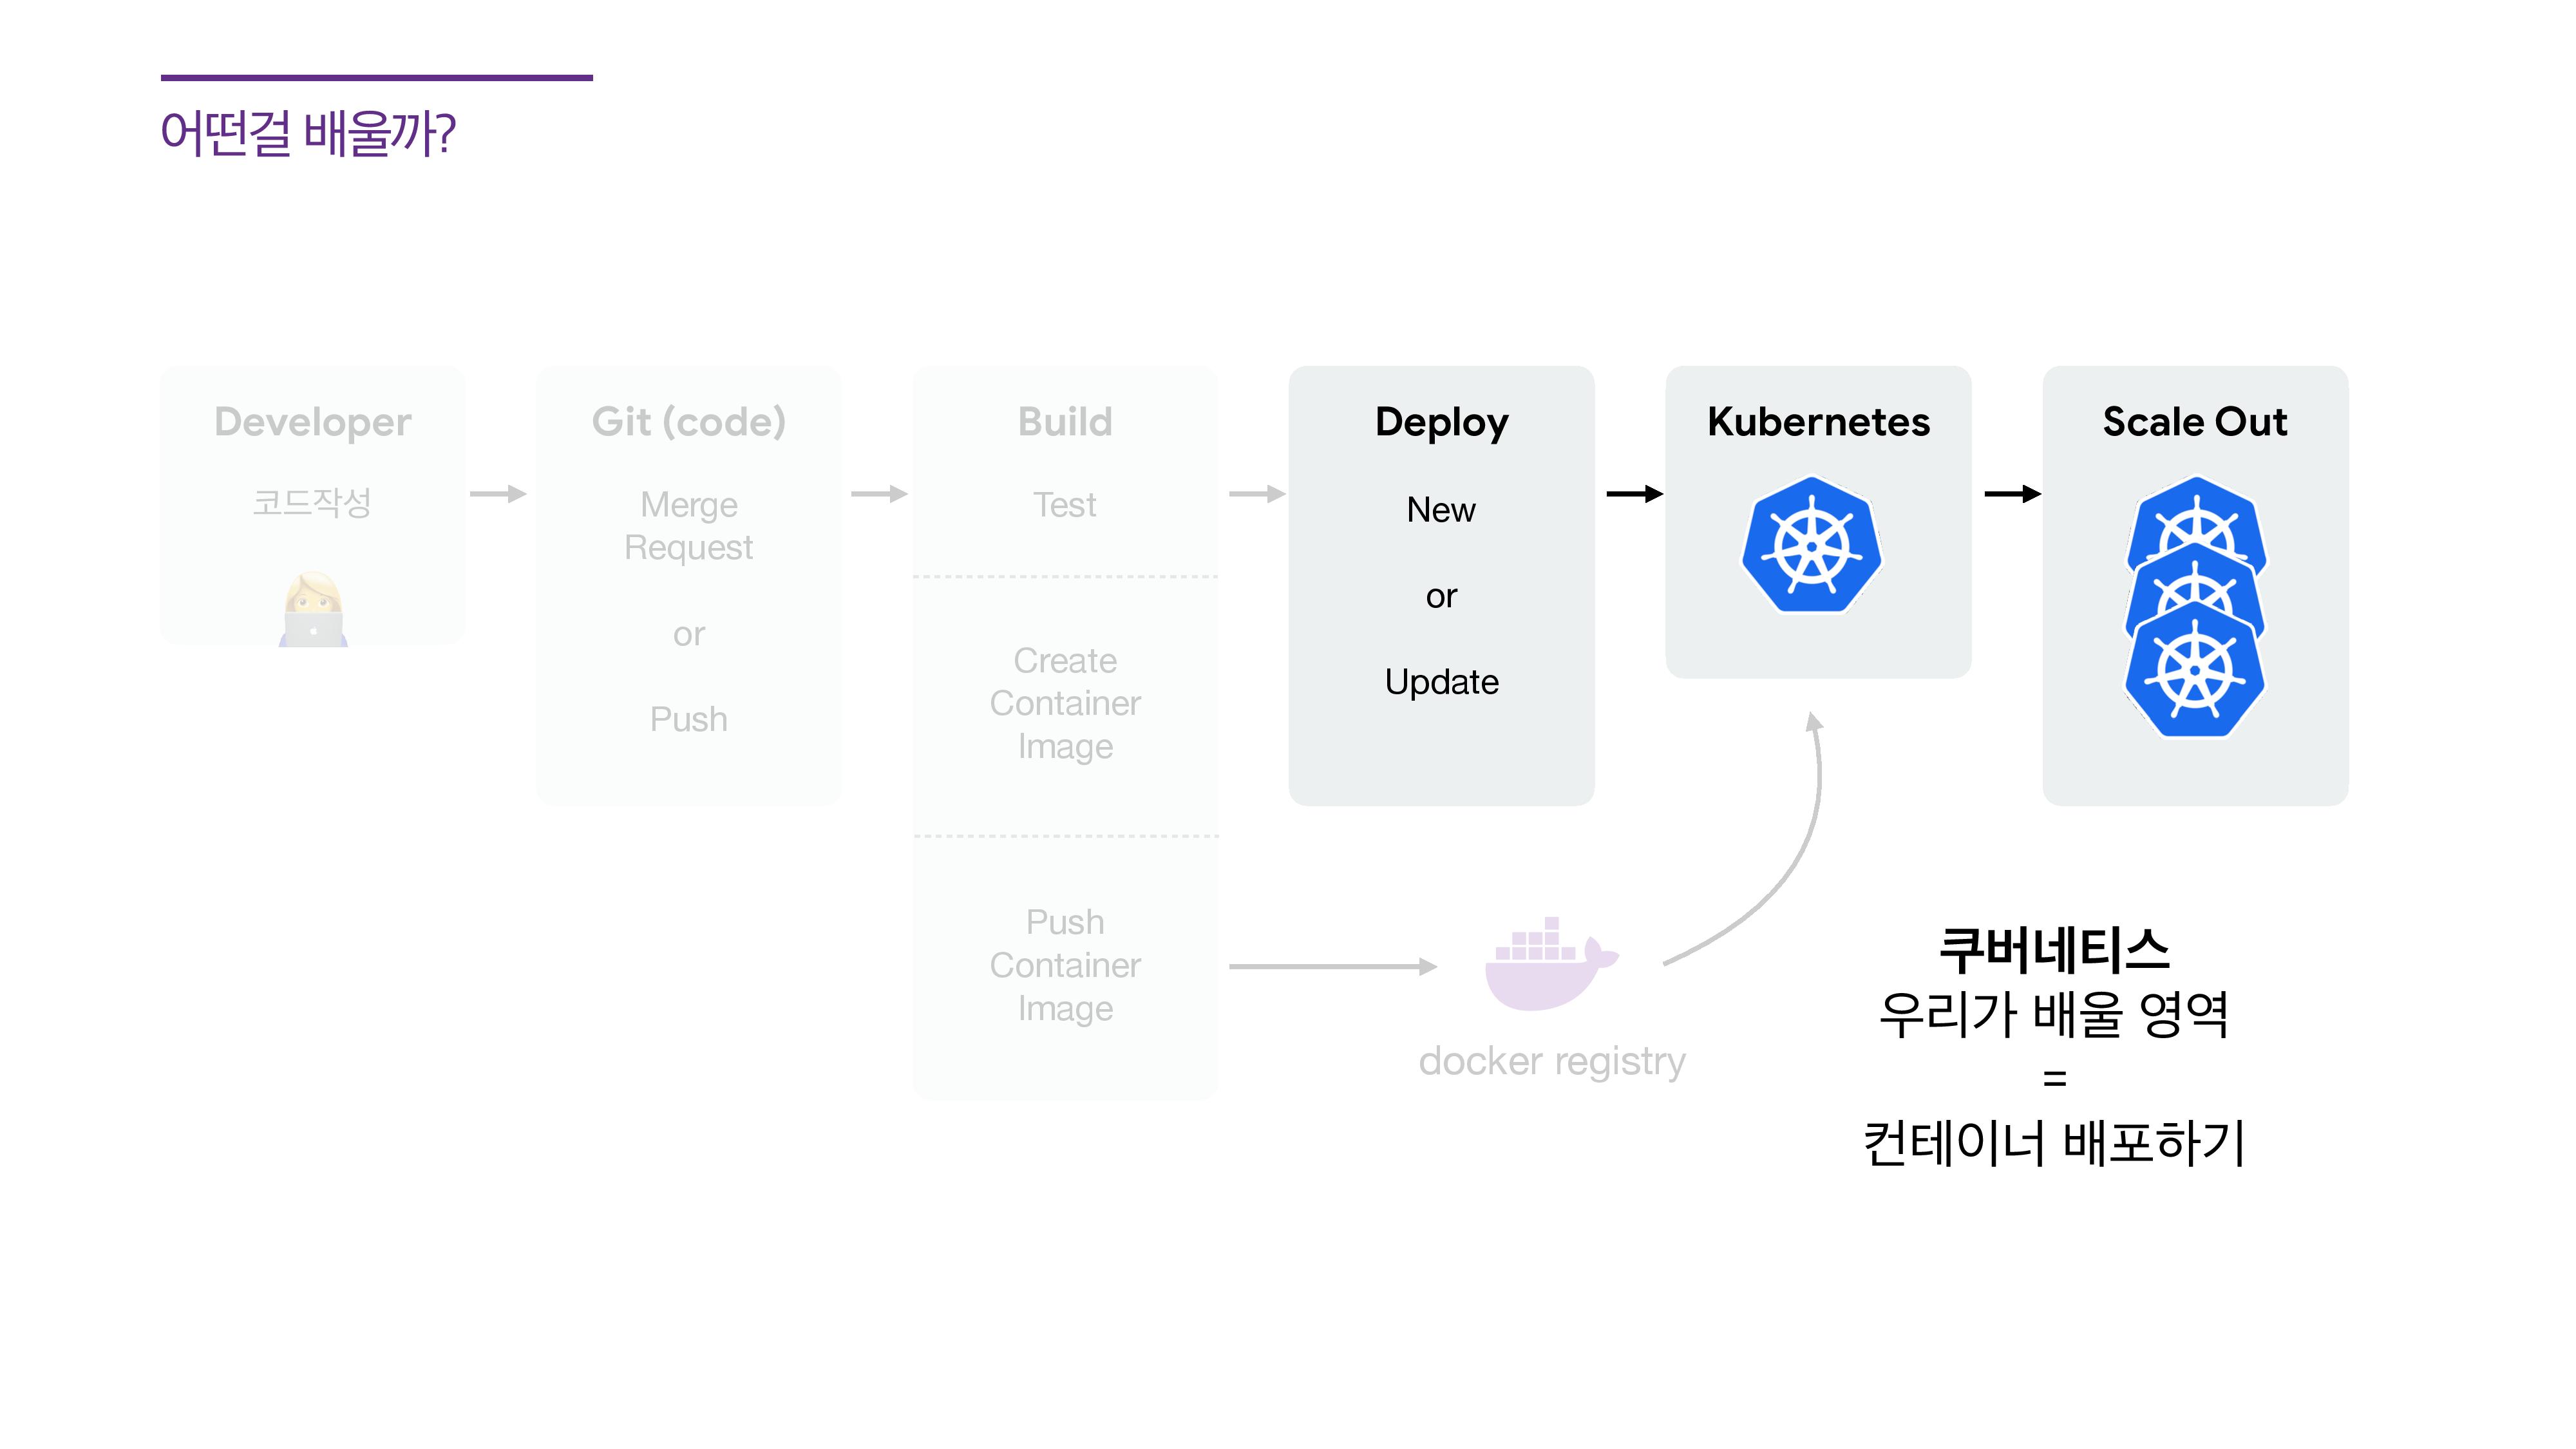 어떤걸 배울까?
Developer
코드작성
Git (code)
Merge
Request
or
Push
Build
Test
Create
Container
Image
Push
Container
Image
Deploy
New
or
Update
Kubernetes
Scale Out
docker registry
쿠버네티스
우리가 배울 영역
=
컨테이너 배포하기